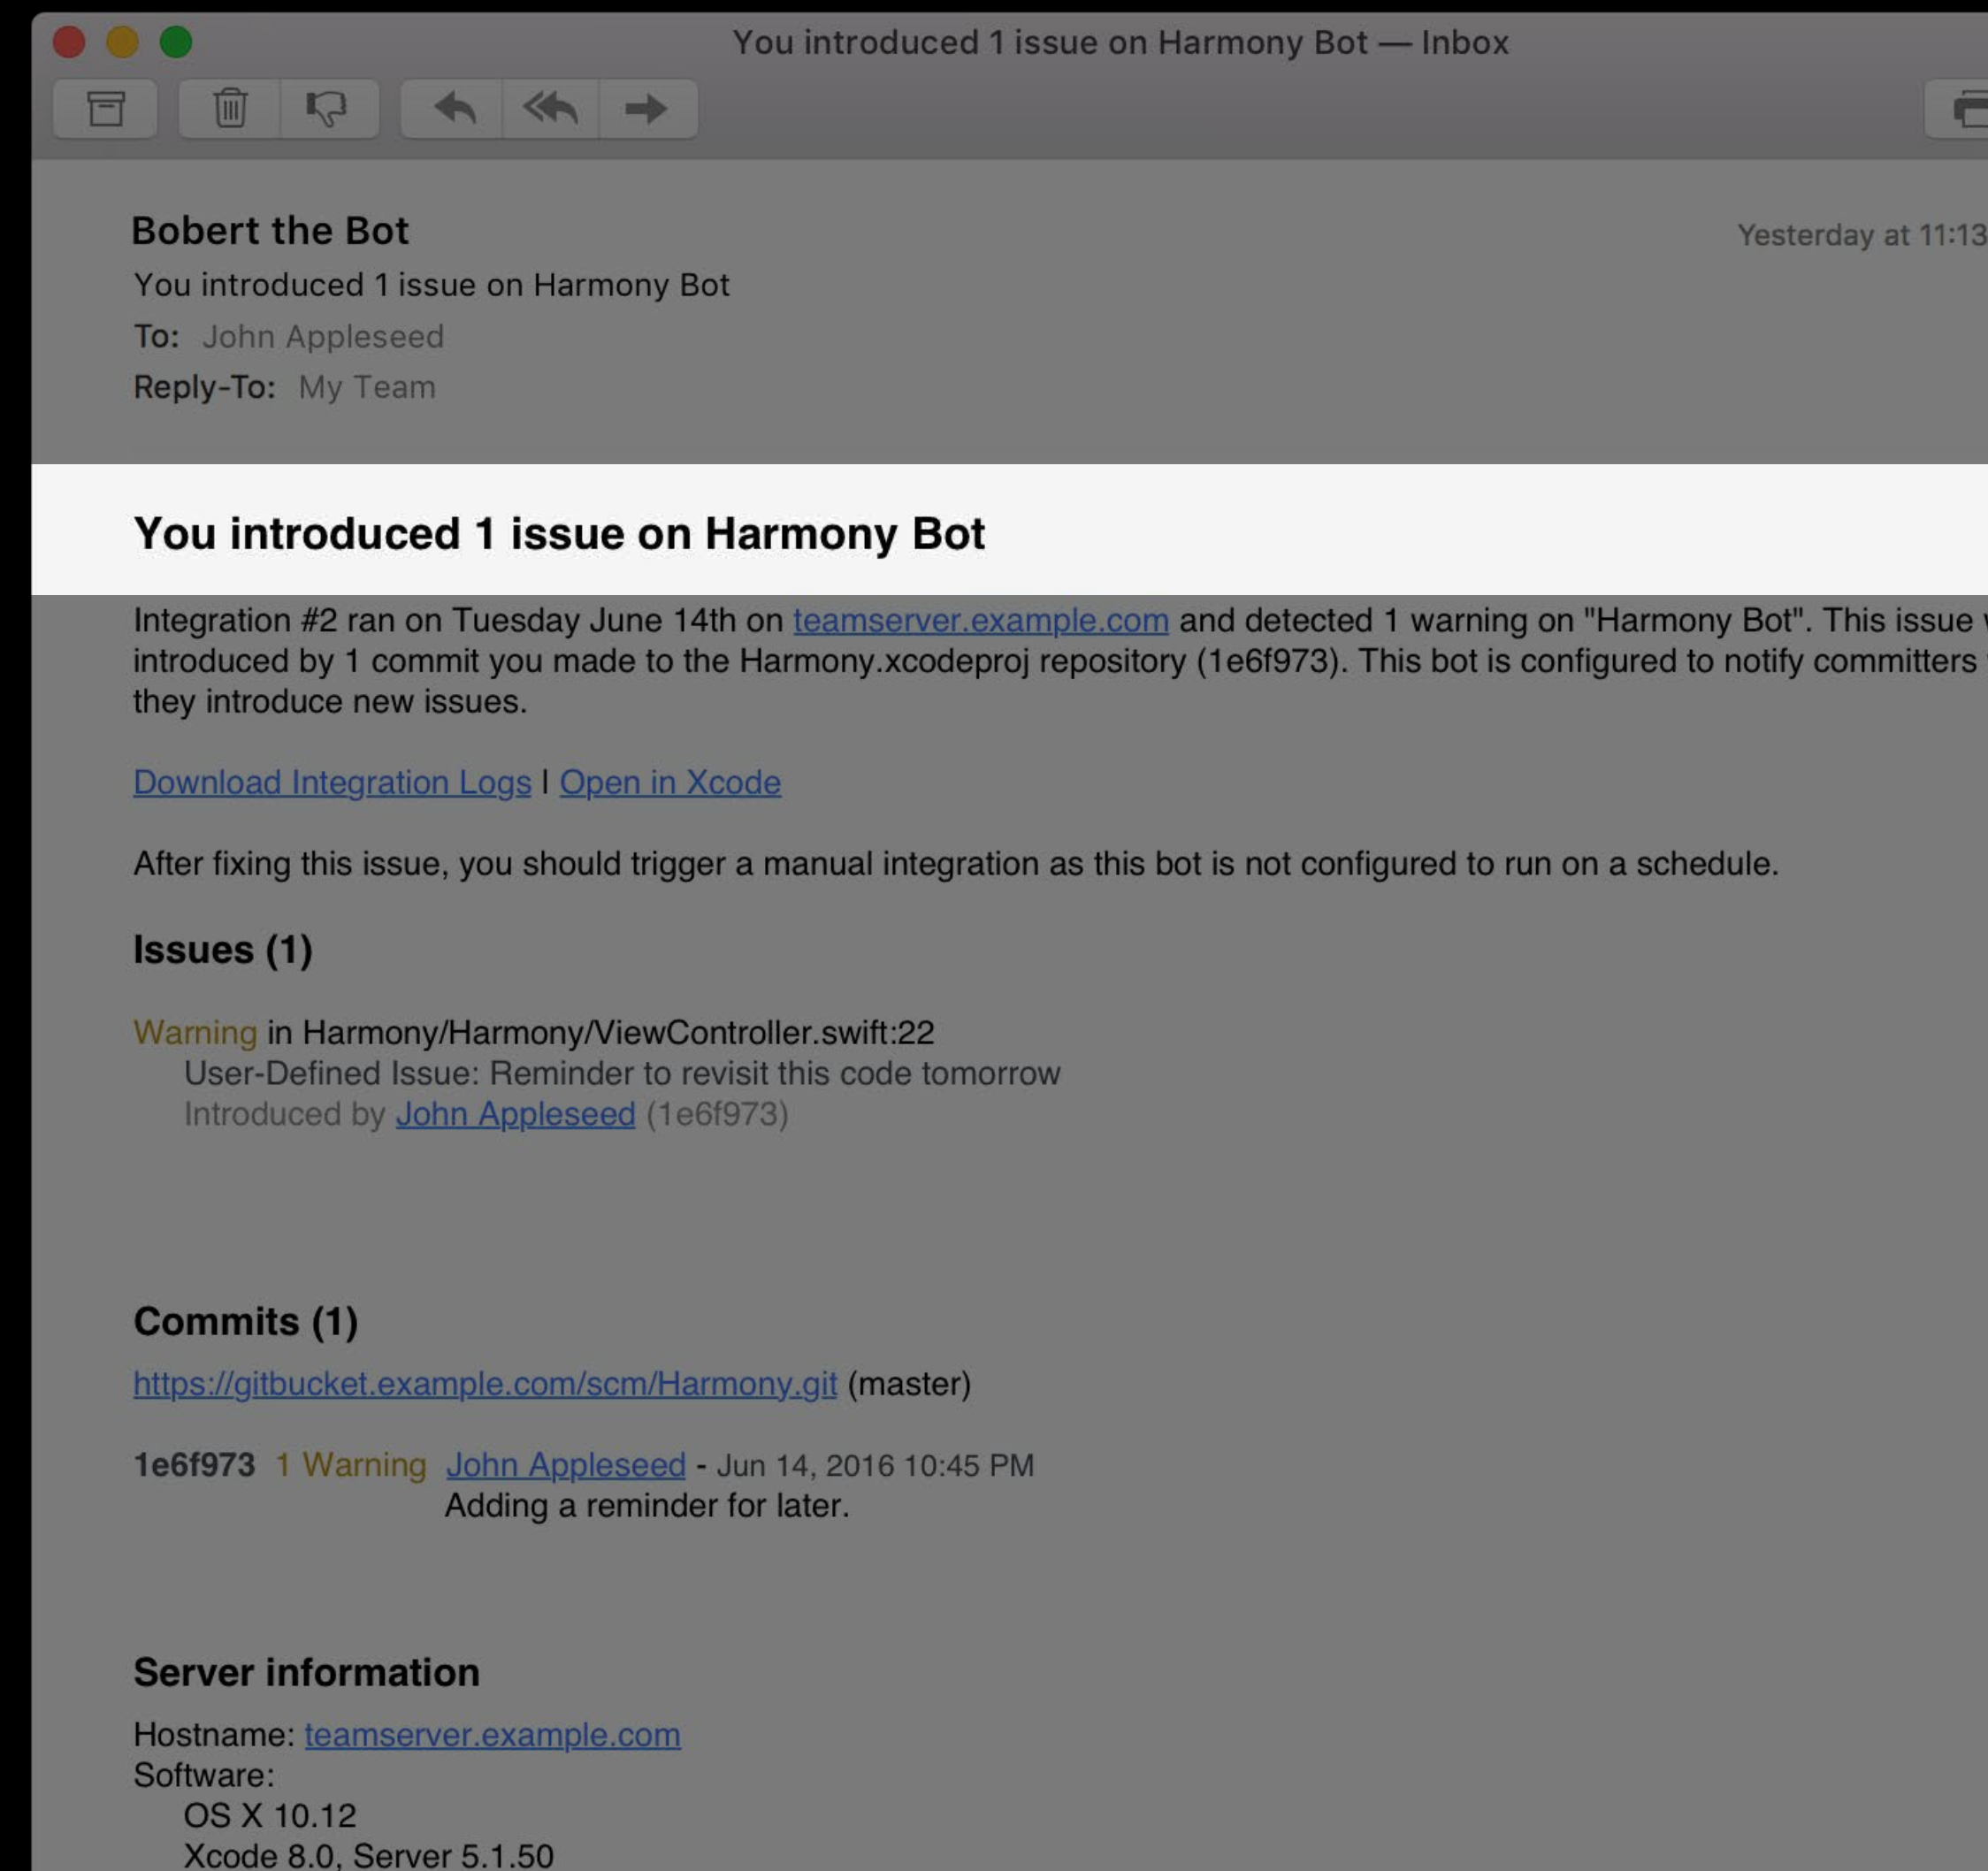 You introduced 1 issue on Harmony Bot — Inbox
Bobert the Bot
Yesterday at 11:13
You introduced 1 issue on Harmony Bot
To: John Appleseed
Reply-To: My Team
You introduced 1 issue on Harmony Bot
Integration #2 ran on Tuesday June 14th on teamserver.example.com and detected 1 warning on "Harmony Bot". This issue
introduced by 1 commit you made to the Harmony.xcodeproj repository (1e6f973). This bot is configured to notify committers
they introduce new issues.
Download Integration Logs | Open in Xcode
After fixing this issue, you should trigger a manual integration as this bot is not configured to run on a schedule.
Issues (1)
Warning in Harmony/Harmony/ViewController.swift:22
User-Defined Issue: Reminder to revisit this code tomorrow
Introduced by John Appleseed (1e6f973)
Commits (1)
https://gitbucket.example.com/scm/Harmony.git (master)
1e6f973 1 Warning John Appleseed - Jun 14, 2016 10:45 PM
Adding a reminder for later.
Server information
Hostname: teamserver.example.com
Software:
OS X 10.12
Xcode 8.0, Server 5.1.50